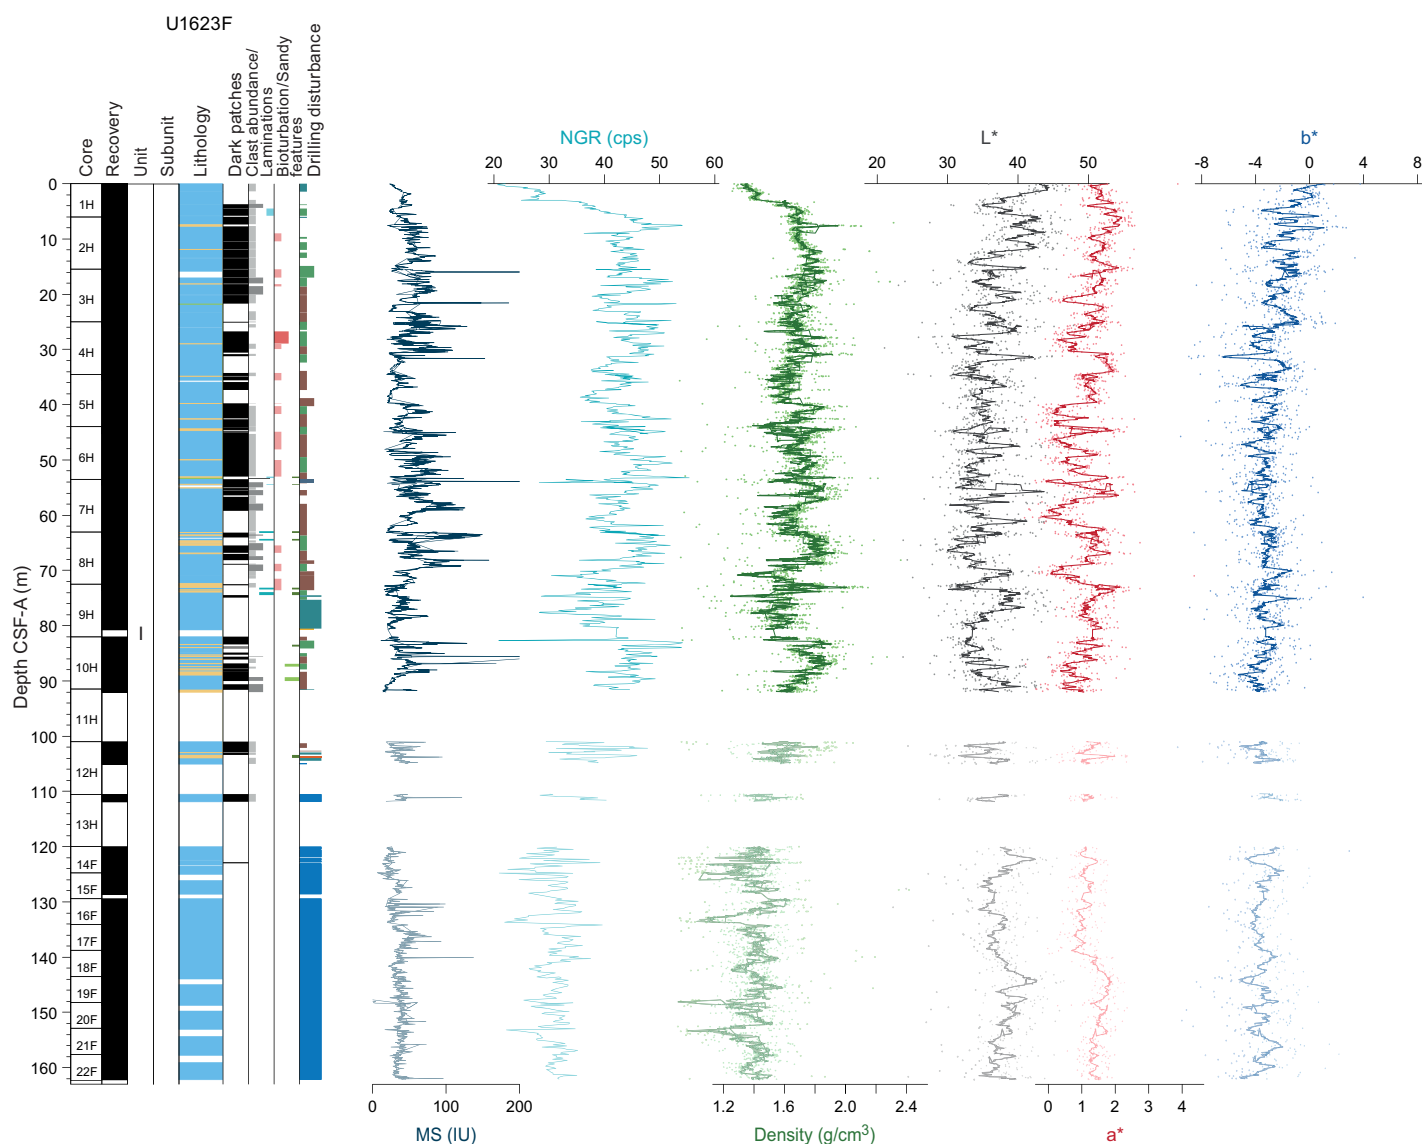 U1623F
Core
Recovery
Unit
Subunit
Lithology
Dark patches
Clast abundance/
Laminations
Bioturbation/Sandy
features
Drilling disturbance
NGR (cps)
20 30 40 50 60
L*
20 30 40 50
b*
-8 -4 0 4 8
Depth CSF-A (m)
0
10
20
30
40
50
60
70
80
90
100
110
120
130
140
150
160
1H
2H
3H
4H
5H
6H
7H
8H
9H
10H
11H
12H
13H
14F
15F
16F
17F
18F
19F
20F
21F
22F
I
0 100 200
MS (IU)
1.2 1.6 2.0 2.4
Density (g/cm³)
0 1 2 3 4
a*